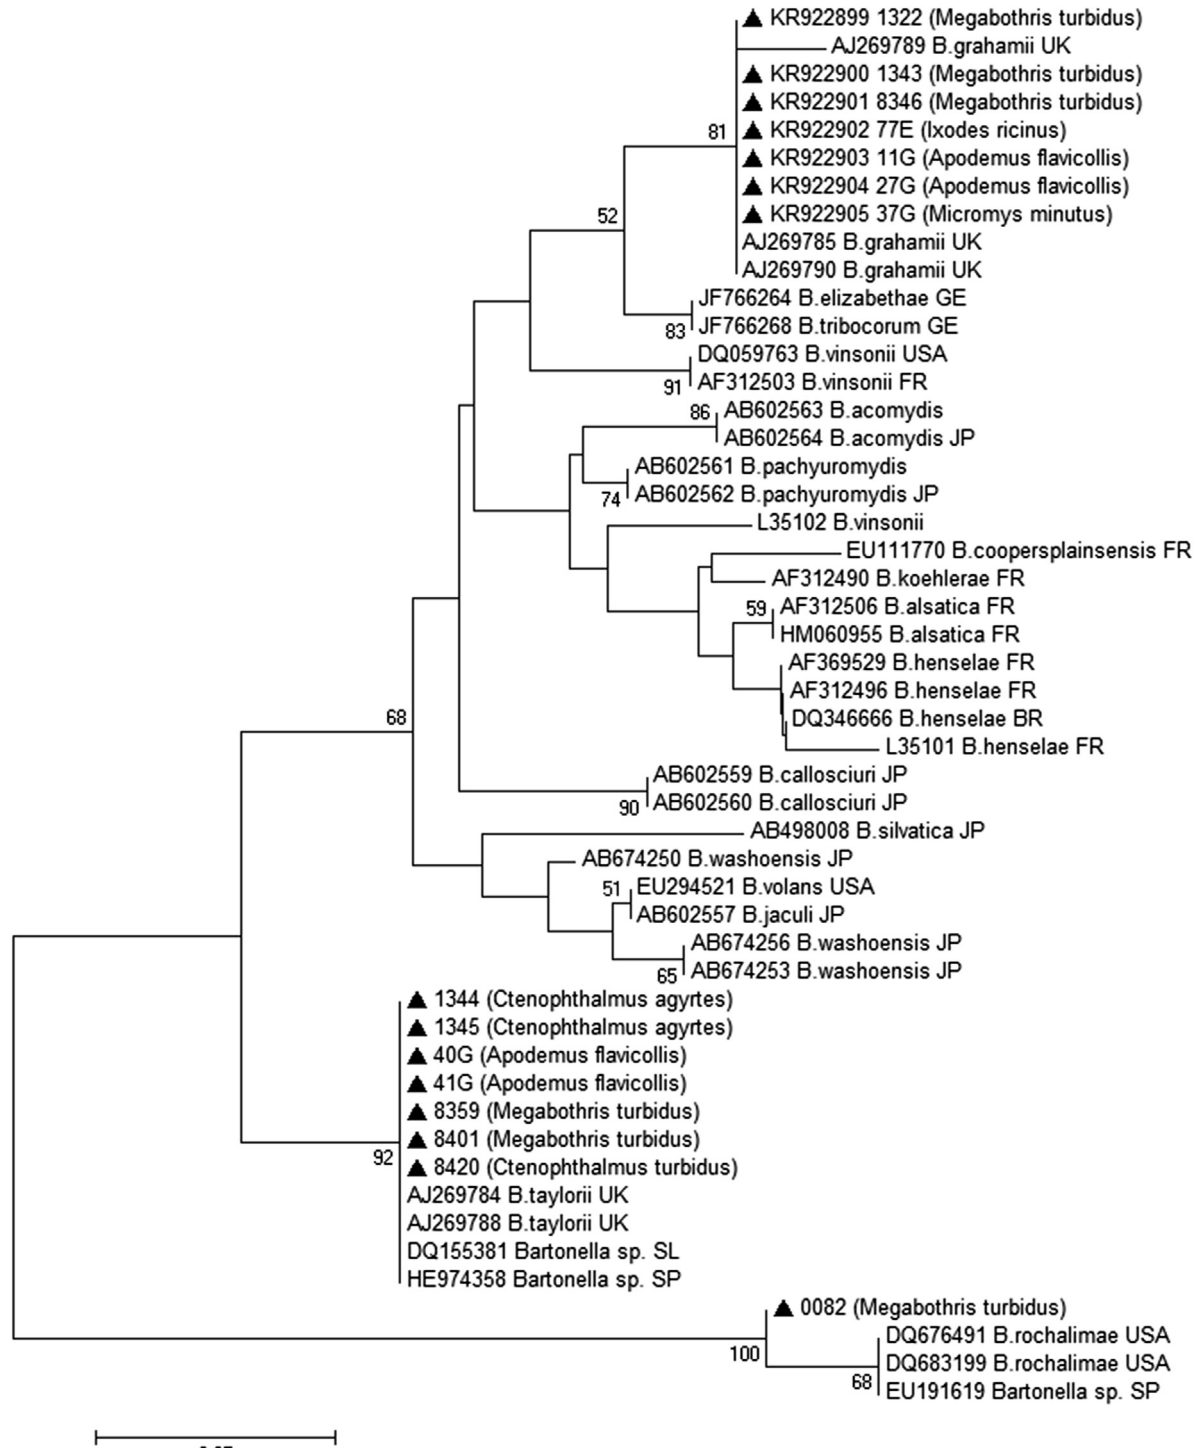 ▲ KR922899 1322 (Megabothris turbidus)
AJ269789 B.grahamii UK
▲ KR922900 1343 (Megabothris turbidus)
▲ KR922901 8346 (Megabothris turbidus)
81
▲ KR922902 77E (Ixodes ricinus)
▲ KR922903 11G (Apodemus flavicollis)
▲ KR922904 27G (Apodemus flavicollis)
52
▲ KR922905 37G (Micromys minutus)
AJ269785 B.grahamii UK
AJ269790 B.grahamii UK
JF766264 B.elizabethae GE
83
JF766268 B.tribocorum GE
DQ059763 B.vinsonii USA
91
AF312503 B.vinsonii FR
86
AB602563 B.acomydis
AB602564 B.acomydis JP
AB602561 B.pachyuromydis
74
AB602562 B.pachyuromydis JP
L35102 B.vinsonii
EU111770 B.coopersplainsensis FR
AF312490 B.koehlerae FR
59
AF312506 B.alsatica FR
HM060955 B.alsatica FR
AF369529 B.henselae FR
AF312496 B.henselae FR
68
DQ346666 B.henselae BR
L35101 B.henselae FR
AB602559 B.callosciuri JP
90
AB602560 B.callosciuri JP
AB498008 B.silvatica JP
AB674250 B.washoensis JP
51
EU294521 B.volans USA
AB602557 B.jaculi JP
AB674256 B.washoensis JP
65
AB674253 B.washoensis JP
▲ 1344 (Ctenophthalmus agyrtes)
▲ 1345 (Ctenophthalmus agyrtes)
▲ 40G (Apodemus flavicollis)
▲ 41G (Apodemus flavicollis)
▲ 8359 (Megabothris turbidus)
▲ 8401 (Megabothris turbidus)
92
▲ 8420 (Ctenophthalmus turbidus)
AJ269784 B.taylorii UK
AJ269788 B.taylorii UK
DQ155381 Bartonella sp. SL
HE974358 Bartonella sp. SP
▲ 0082 (Megabothris turbidus)
DQ676491 B.rochalimae USA
100
DQ683199 B.rochalimae USA
68
EU191619 Bartonella sp. SP